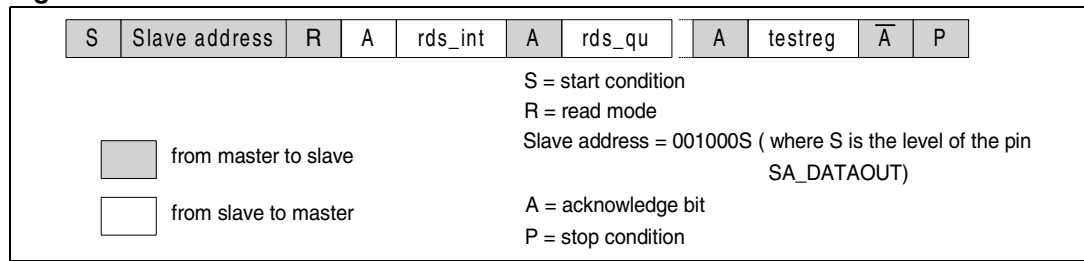 S Slave address R A rds_int A rds_qu A testreg A̅ P
S = start condition
R = read mode
Slave address = 001000S ( where S is the level of the pin
SA_DATAOUT)
from master to slave
A = acknowledge bit
from slave to master
P = stop condition